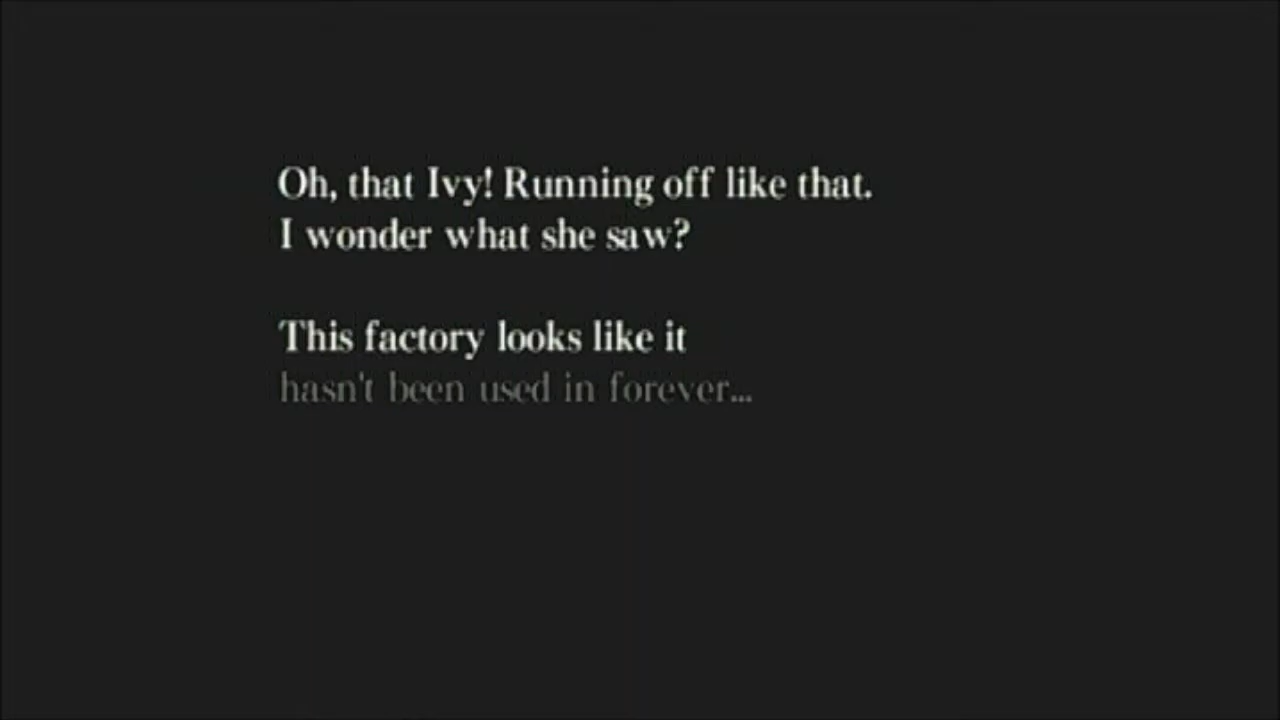 Oh, that Ivy! Running off like that.
I wonder what she saw?
This factory looks like it
hasn't been used in forever...